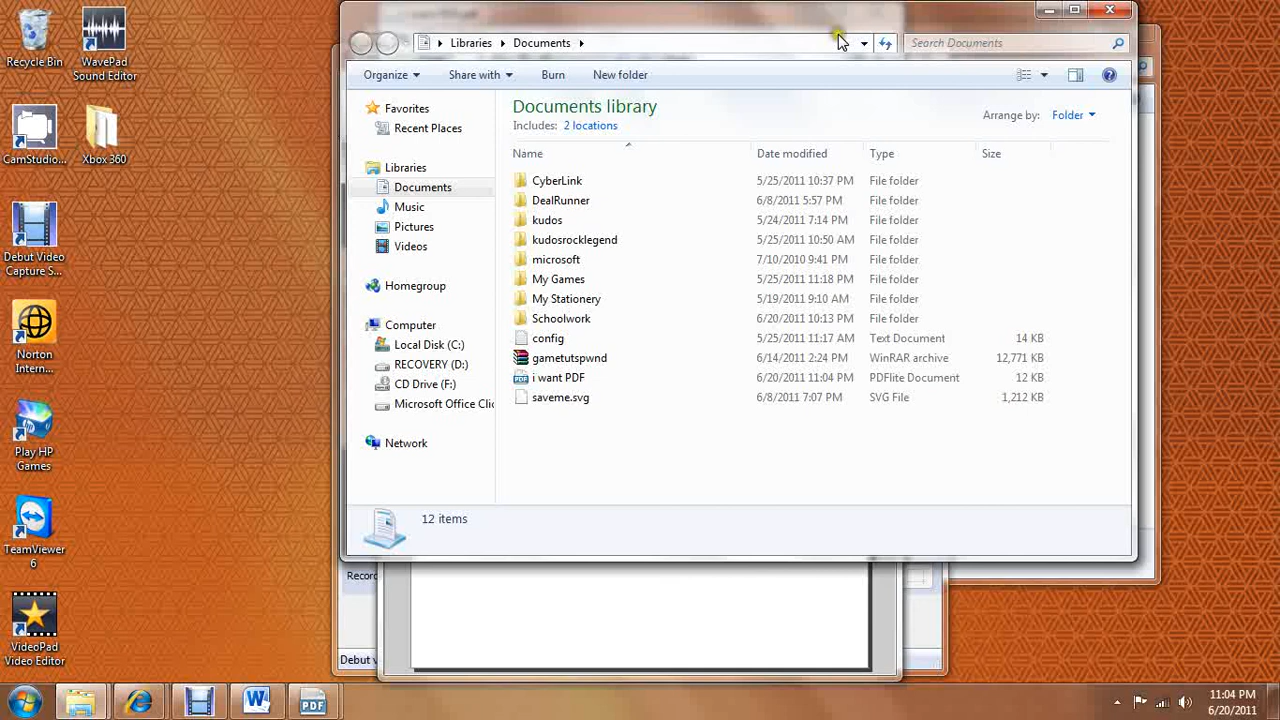 Recycle Bin
WavePad
Sound Editor
CamStudio...
Xbox 360
Debut Video
Capture S...
Norton
Intern...
Play HP
Games
TeamViewer
6
VideoPad
Video Editor
Libraries
Documents
Search Documents
Organize
Share with
Burn
New folder
Favorites
Recent Places
Libraries
Documents
Music
Pictures
Videos
Homegroup
Computer
Local Disk (C:)
RECOVERY (D:)
CD Drive (F:)
Microsoft Office Clic
Network
Documents library
Includes: 2 locations
Arrange by: Folder
Name Date modified Type Size
CyberLink 5/25/2011 10:37 PM File folder
DealRunner 6/8/2011 5:57 PM File folder
kudos 5/24/2011 7:14 PM File folder
kudosrocklegend 5/25/2011 10:50 AM File folder
microsoft 7/10/2010 9:41 PM File folder
My Games 5/25/2011 11:18 PM File folder
My Stationery 5/19/2011 9:10 AM File folder
Schoolwork 6/20/2011 10:13 PM File folder
config 5/25/2011 11:17 AM Text Document 14 KB
gametutspwnd 6/14/2011 2:24 PM WinRAR archive 12,771 KB
i want PDF 6/20/2011 11:04 PM PDFlite Document 12 KB
saveme.svg 6/8/2011 7:07 PM SVG File 1,212 KB
12 items
Record
Debut v
PDF
11:04 PM
6/20/2011